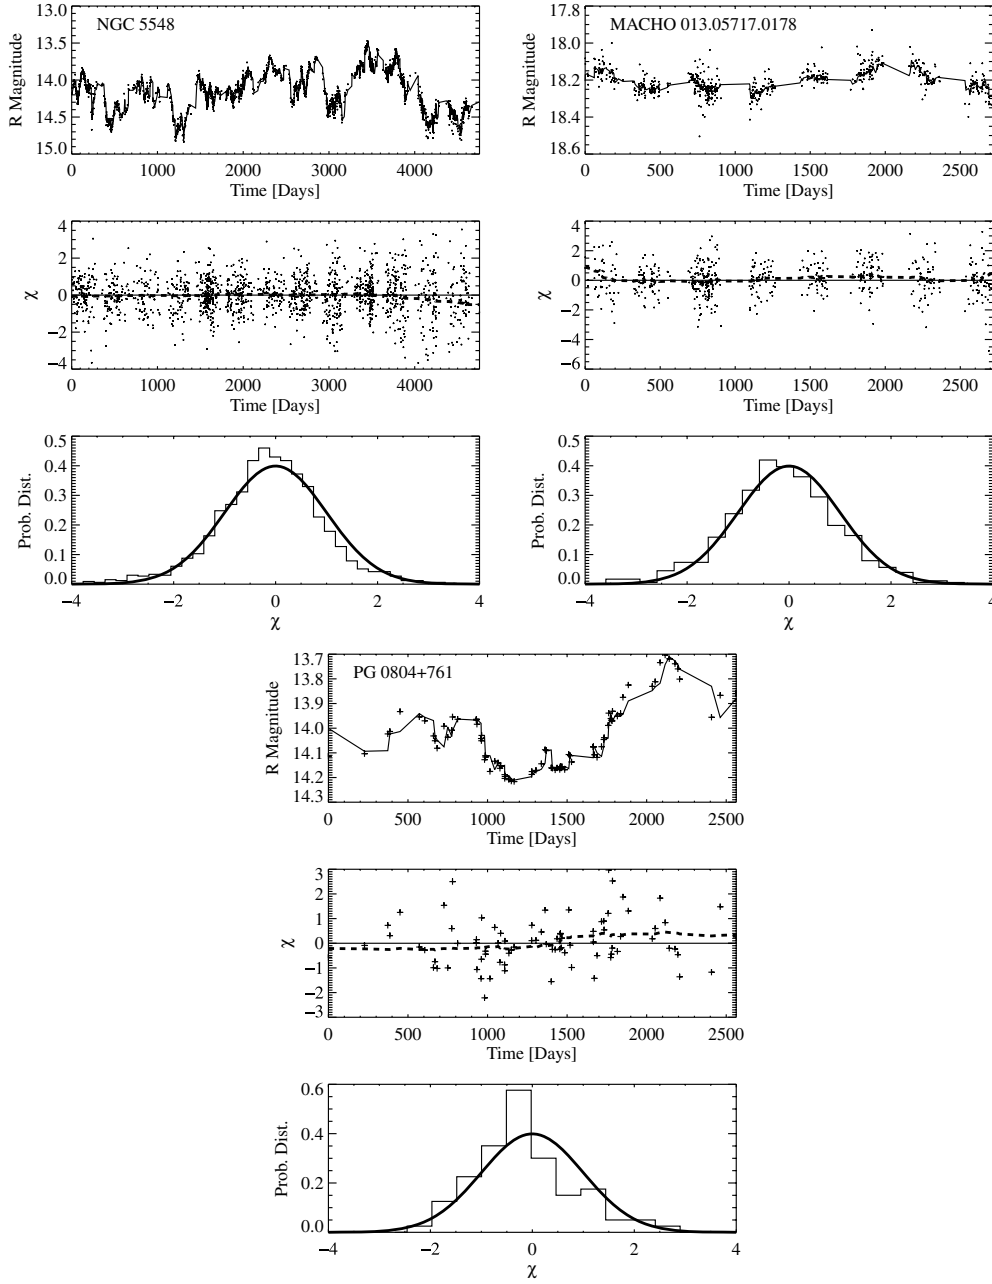 NGC 5548
R Magnitude
13.0
13.5
14.0
14.5
15.0
0 1000 2000 3000 4000
Time [Days]
MACHO 013.05717.0178
R Magnitude
17.8
18.0
18.2
18.4
18.6
0 500 1000 1500 2000 2500
Time [Days]
χ
4
2
0
−2
−4
0 1000 2000 3000 4000
Time [Days]
χ
4
2
0
−2
−4
−6
0 500 1000 1500 2000 2500
Time [Days]
Prob. Dist.
0.5
0.4
0.3
0.2
0.1
0.0
−4 −2 0 2 4
χ
Prob. Dist.
0.5
0.4
0.3
0.2
0.1
0.0
−4 −2 0 2 4
χ
PG 0804+761
R Magnitude
13.7
13.8
13.9
14.0
14.1
14.2
14.3
0 500 1000 1500 2000 2500
Time [Days]
χ
3
2
1
0
−1
−2
−3
0 500 1000 1500 2000 2500
Time [Days]
Prob. Dist.
0.6
0.4
0.2
0.0
−4 −2 0 2 4
χ